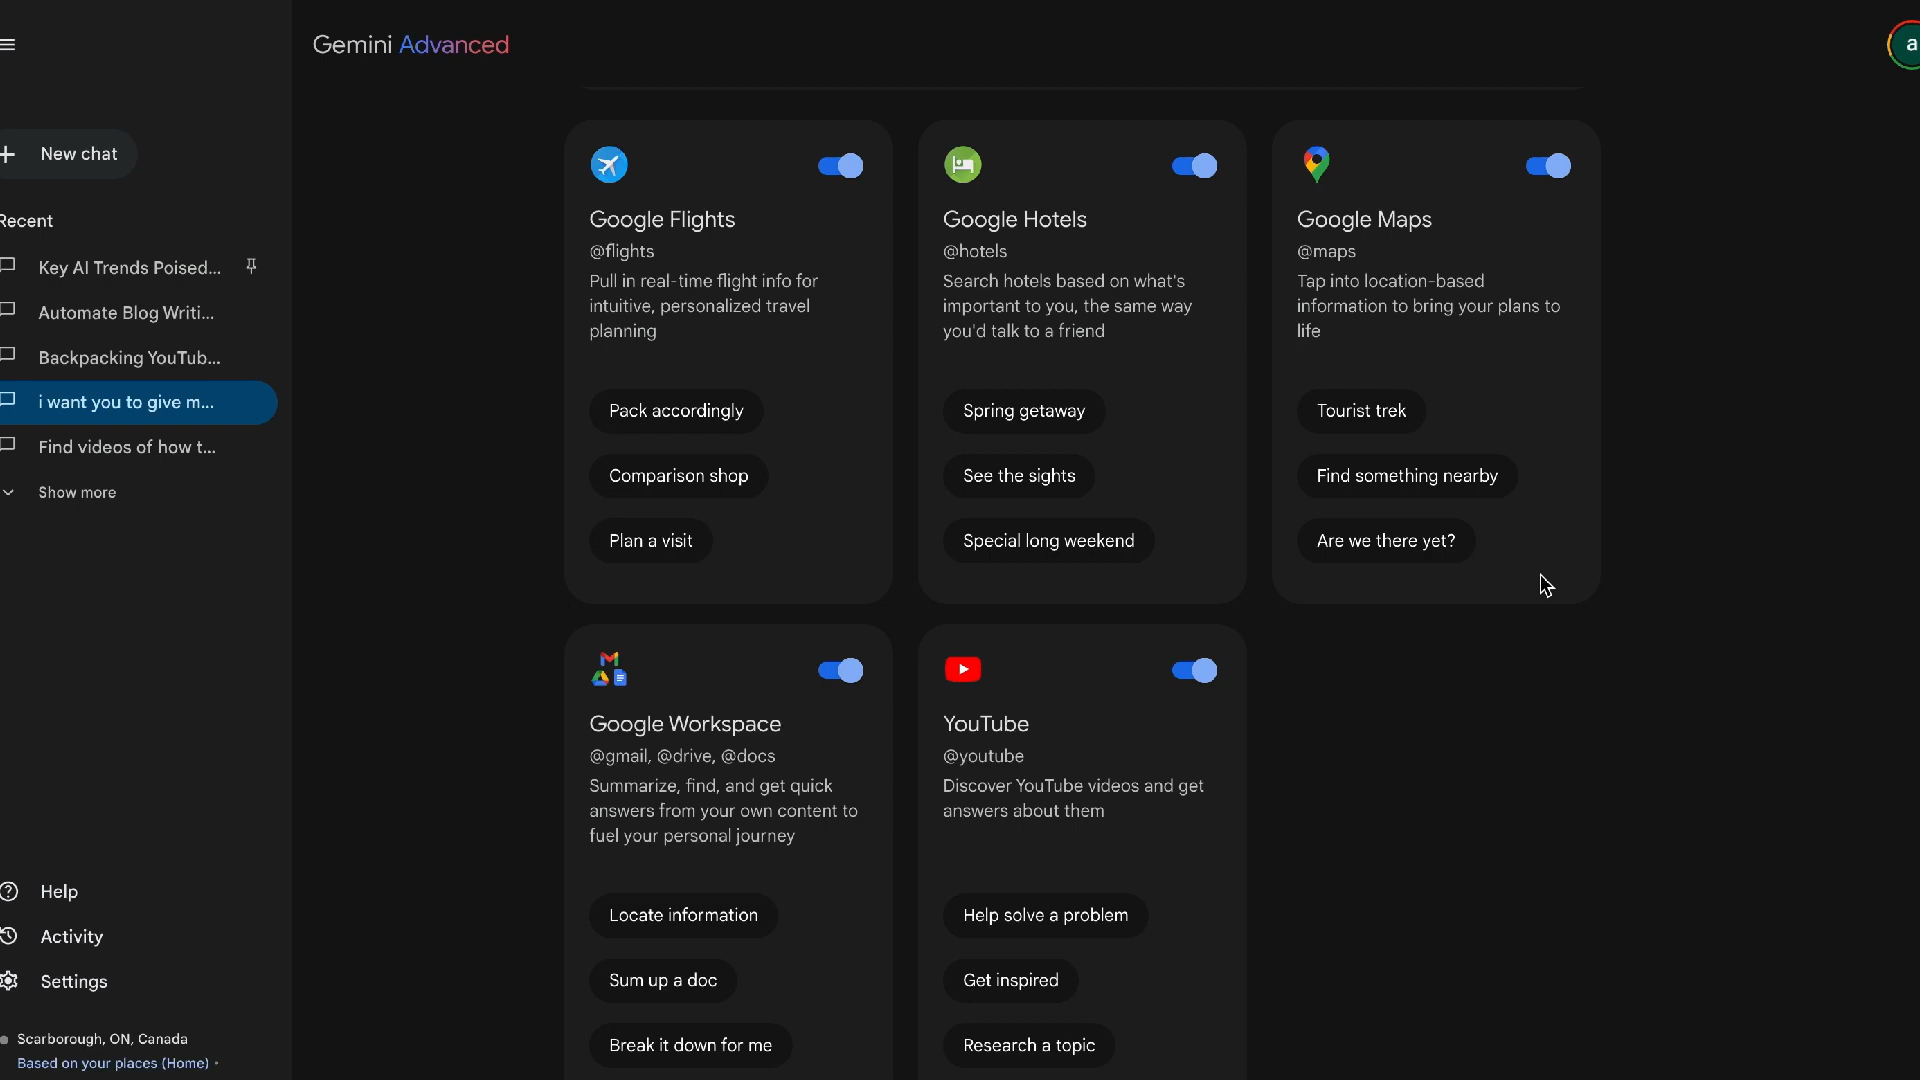 Gemini Advanced
a
New chat
Recent
Key AI Trends Poised...
Automate Blog Writi...
Backpacking YouTub...
i want you to give m...
Find videos of how t...
Show more
Help
Activity
Settings
Scarborough, ON, Canada
Based on your places (Home) •
Google Flights
@flights
Pull in real-time flight info for
intuitive, personalized travel
planning
Pack accordingly
Comparison shop
Plan a visit
Google Hotels
@hotels
Search hotels based on what's
important to you, the same way
you'd talk to a friend
Spring getaway
See the sights
Special long weekend
Google Maps
@maps
Tap into location-based
information to bring your plans to
life
Tourist trek
Find something nearby
Are we there yet?
Google Workspace
@gmail, @drive, @docs
Summarize, find, and get quick
answers from your own content to
fuel your personal journey
Locate information
Sum up a doc
Break it down for me
YouTube
@youtube
Discover YouTube videos and get
answers about them
Help solve a problem
Get inspired
Research a topic